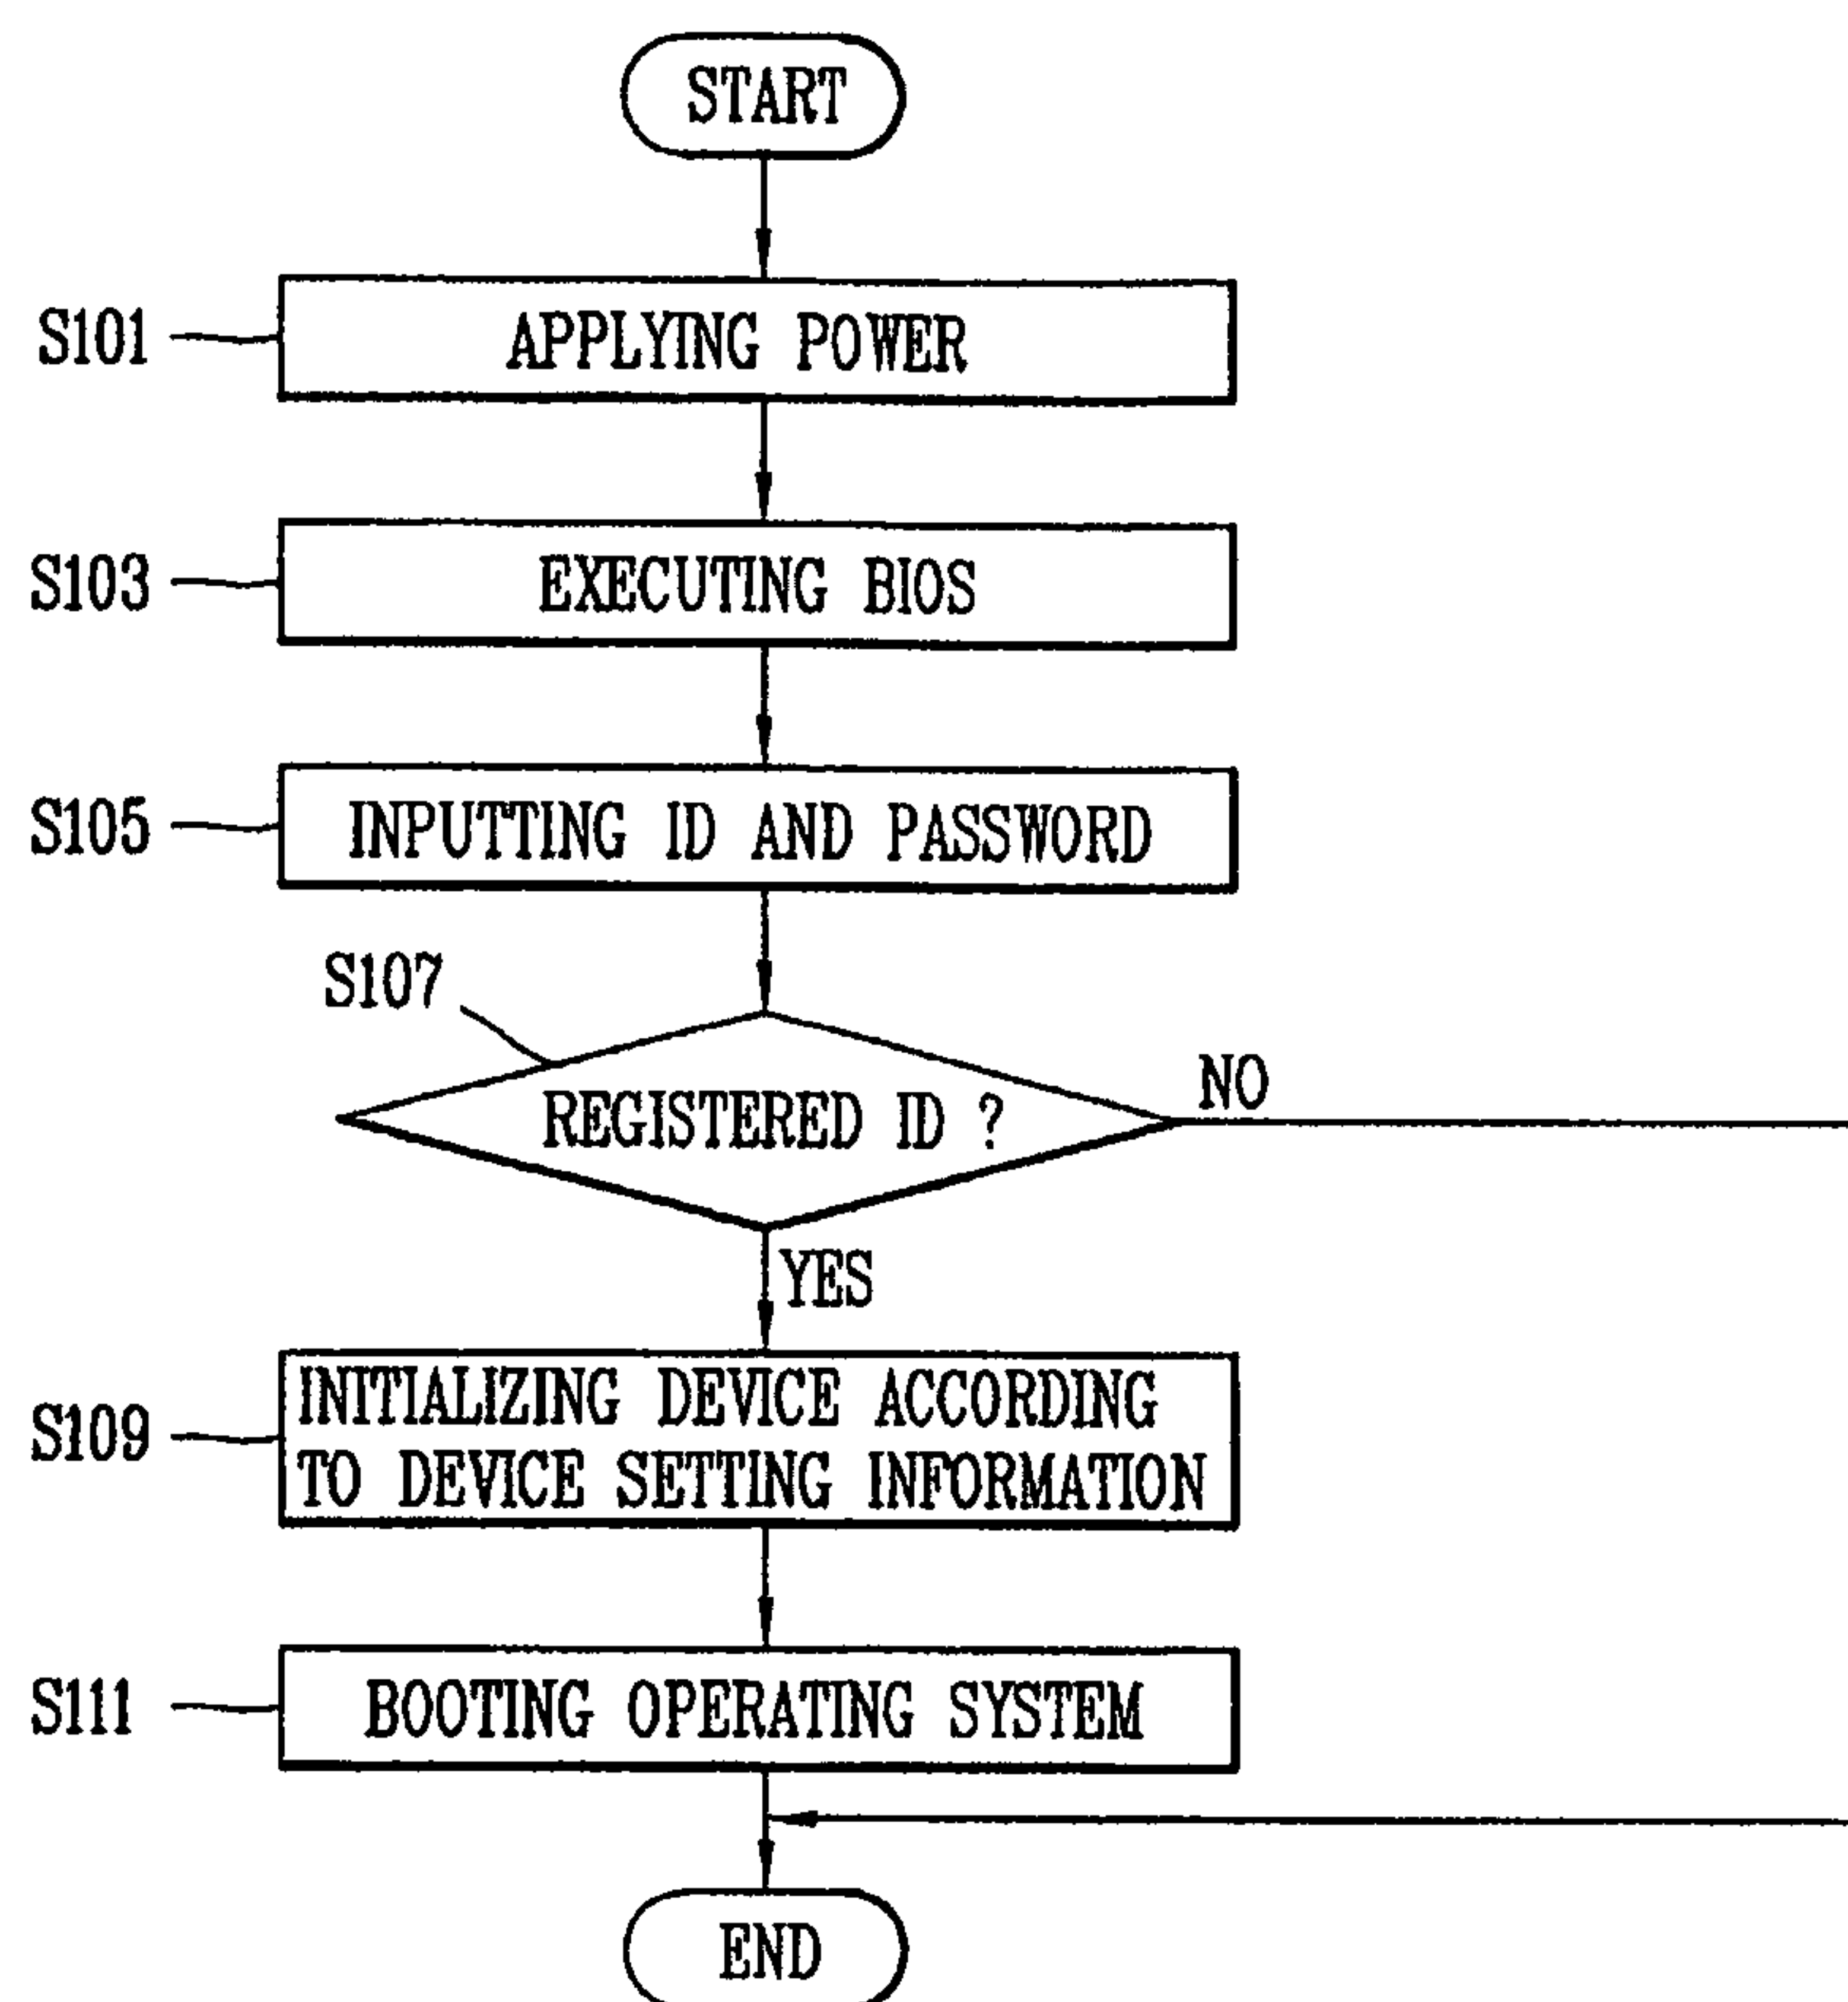 START
S101
APPLYING POWER
S103
EXECUTING BIOS
S105
INPUTTING ID AND PASSWORD
S107
REGISTERED ID ?
NO
YES
S109
INITIALIZING DEVICE ACCORDING
TO DEVICE SETTING INFORMATION
S111
BOOTING OPERATING SYSTEM
END